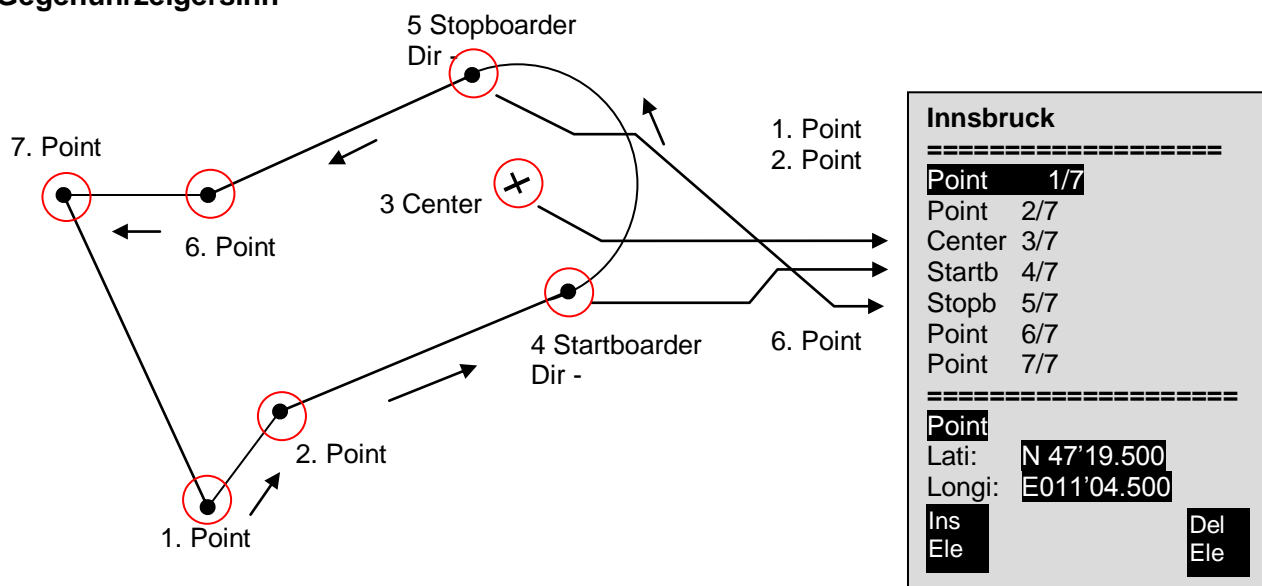 Gegenuhrzeigersinn
5 Stopboarder
Dir -
7. Point
3 Center
6. Point
4 Startboarder
Dir -
2. Point
1. Point
1. Point
2. Point
6. Point
Innsbruck
===================
Point 1/7
Point 2/7
Center 3/7
Startb 4/7
Stopb 5/7
Point 6/7
Point 7/7
====================
Point
Lati: N 47'19.500
Longi: E011'04.500
Ins
Ele
Del
Ele